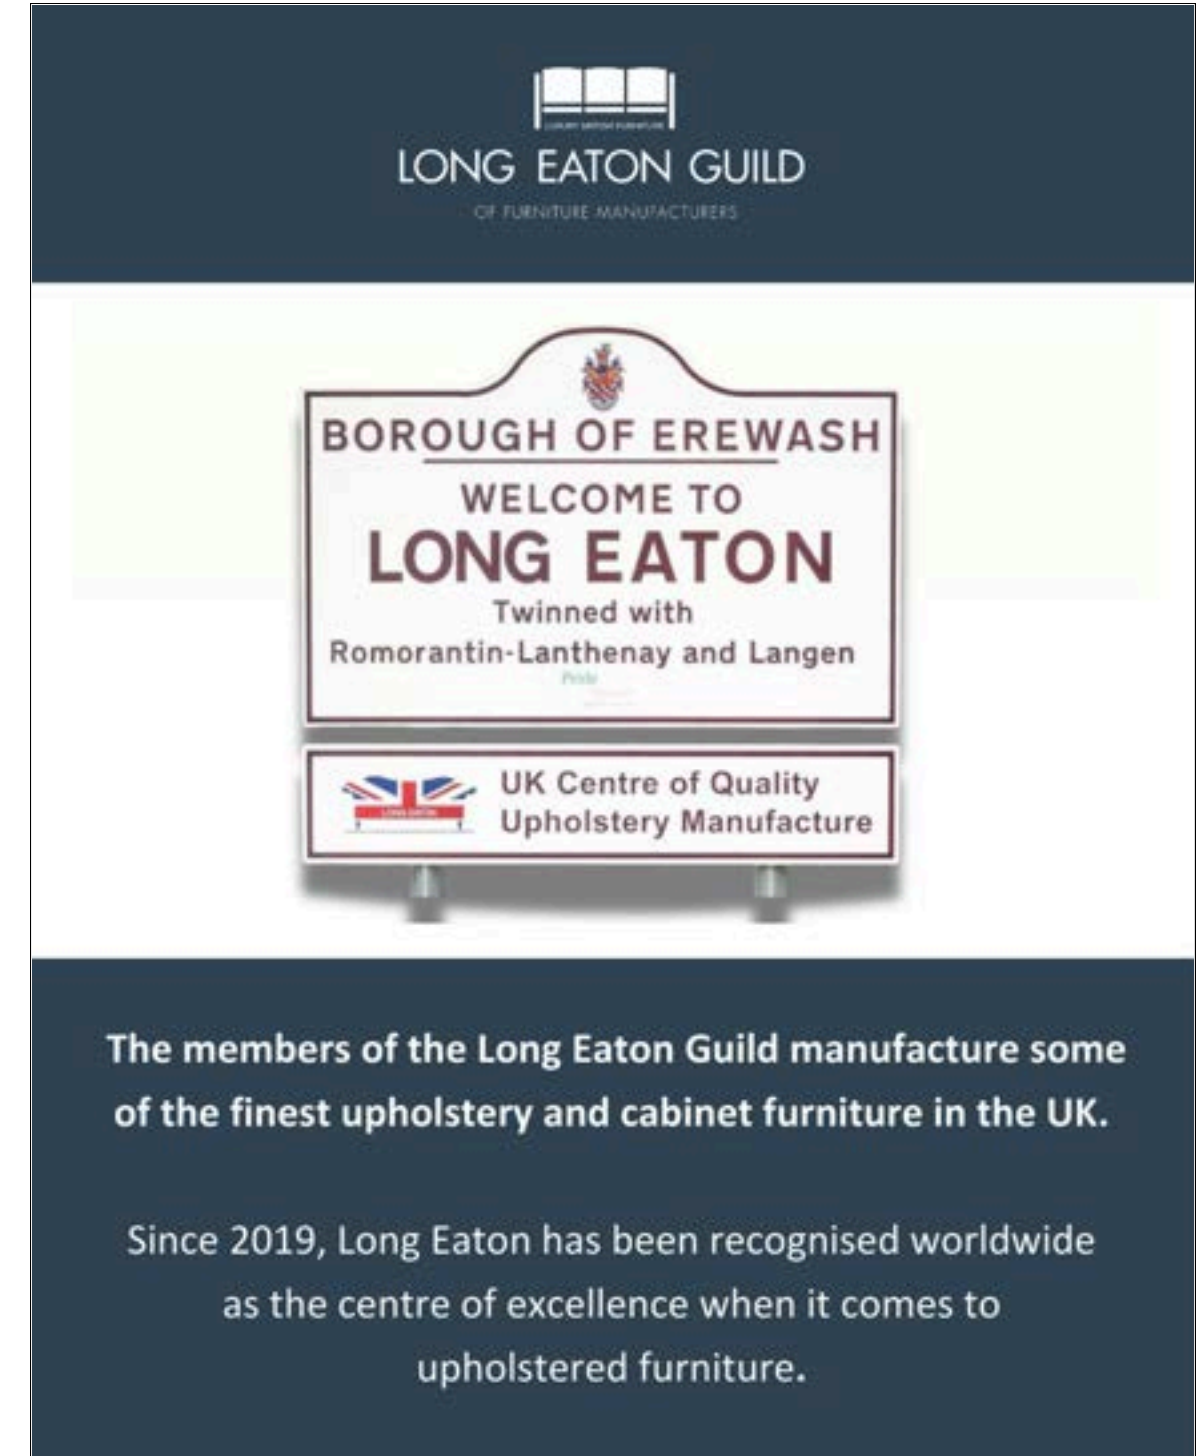 LONG EATON GUILD
OF FURNITURE MANUFACTURERS
BOROUGH OF EREWASH
WELCOME TO
LONG EATON
Twinned with
Romorantin-Lanthenay and Langen
Pride
LONG EATON
UK Centre of Quality
Upholstery Manufacture
The members of the Long Eaton Guild manufacture some
of the finest upholstery and cabinet furniture in the UK.
Since 2019, Long Eaton has been recognised worldwide
as the centre of excellence when it comes to
upholstered furniture.